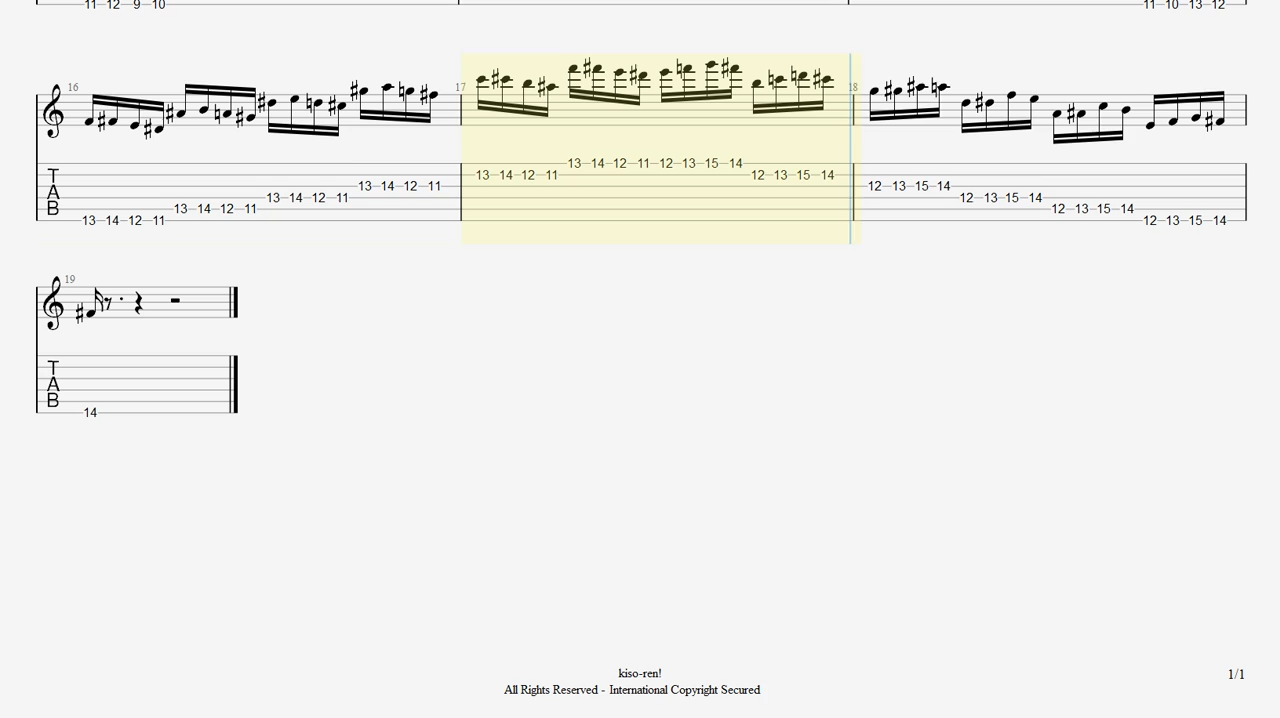 11 12 9 10 11 10 13 12
16 17 18
13 14 12 11 12 13 15 14
13 14 12 11 12 13 15 14
13 14 12 11 12 13 15 14
13 14 12 11 12 13 15 14
13 14 12 11 12 13 15 14
13 14 12 11 12 13 15 14
T
A
B
19
T
A
B
14
kiso-ren!
All Rights Reserved - International Copyright Secured
1/1